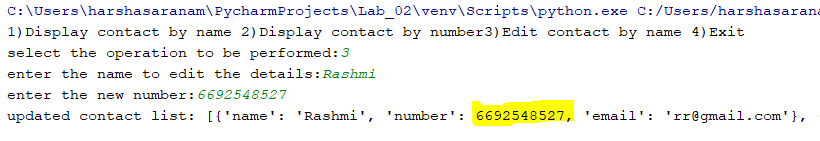 C:\Users\harshasaranam\PycharmProjects\Lab_02\venv\Scripts\python.exe C:/Users/harshasaran
1)Display contact by name 2)Display contact by number3)Edit contact by name 4)Exit
select the operation to be performed:3
enter the name to edit the details:Rashmi
enter the new number:6692548527
updated contact list: [{'name': 'Rashmi', 'number': 6692548527, 'email': 'rr@gmail.com'},